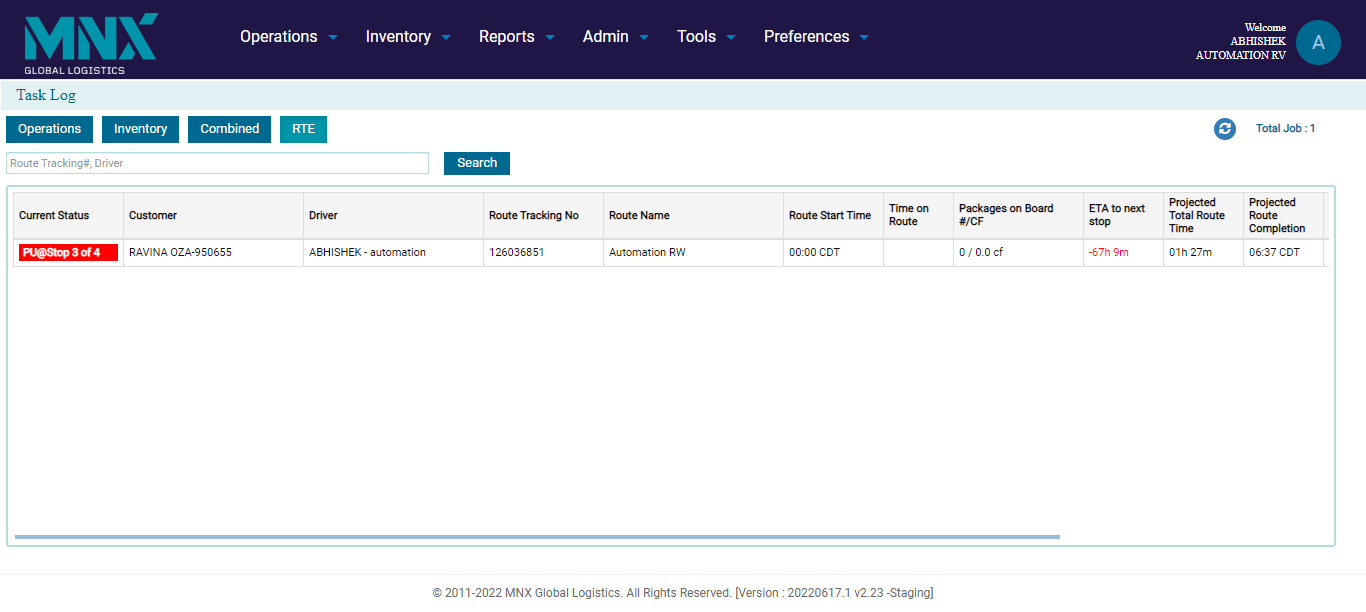 MNX
GLOBAL LOGISTICS
Operations Inventory Reports Admin Tools Preferences
Welcome
ABHISHEK
AUTOMATION RV
A
Task Log
Operations Inventory Combined RTE
Total Job : 1
Route Tracking#, Driver
Search
Current Status Customer Driver Route Tracking No Route Name Route Start Time Time on Route Packages on Board #/CF ETA to next stop Projected Total Route Time Projected Route Completion
PU@Stop 3 of 4 RAVINA OZA-950655 ABHISHEK - automation 126036851 Automation RW 00:00 CDT 0 / 0.0 cf -67h 9m 01h 27m 06:37 CDT
© 2011-2022 MNX Global Logistics. All Rights Reserved. [Version : 20220617.1 v2.23 -Staging]